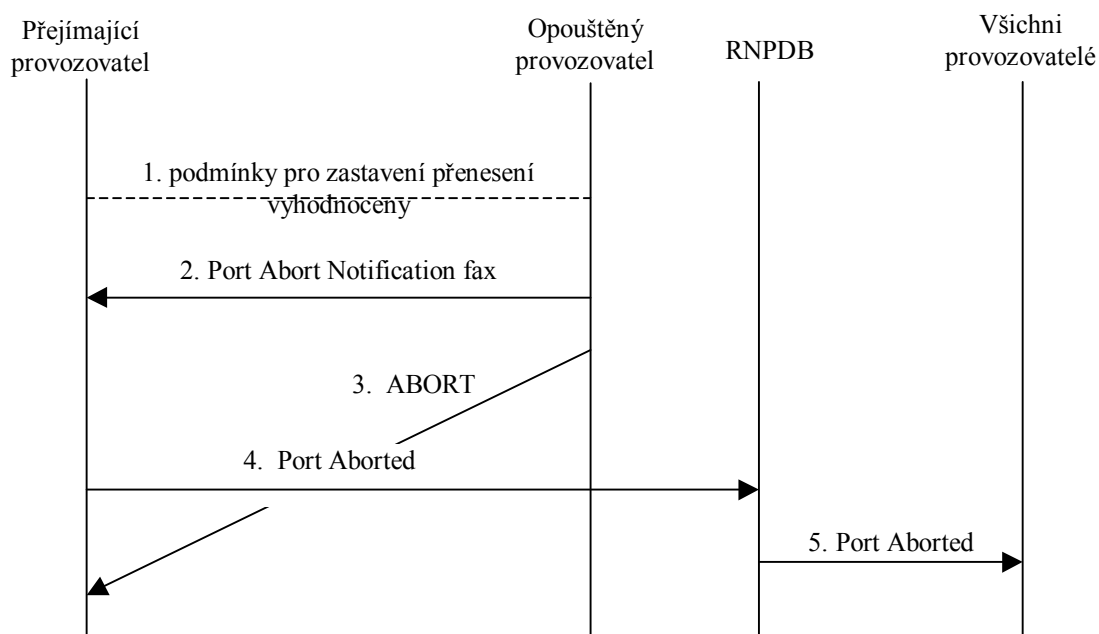 Přejímající
provozovatel
Opouštěný
provozovatel
RNPDB
Všichni
provozovatelé
1. podmínky pro zastavení přenesení
vyhodnoceny
2. Port Abort Notification fax
3.  ABORT
4.  Port Aborted
5. Port Aborted